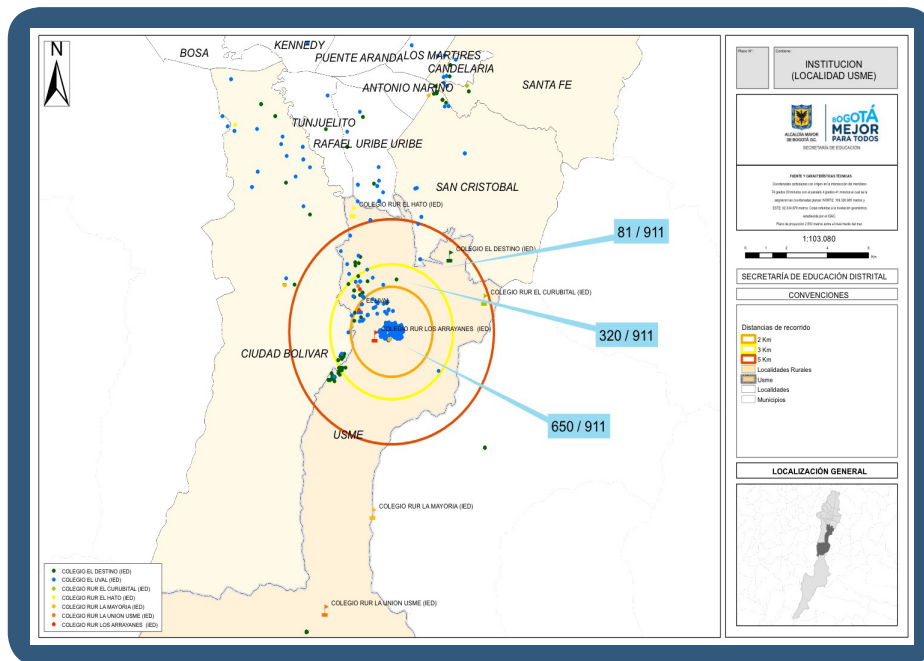 N
BOSA
KENNEDY
PUENTE ARANDA
LOS MARTIRES
CANDELARIA
ANTONIO NARIÑO
SANTA FE
TUNJUELITO
RAFAEL URIBE URIBE
SAN CRISTOBAL
COLEGIO RUR EL HATO (IED)
81 / 911
COLEGIO EL DESTINO (IED)
COLEGIO RUR EL CURUBITAL (IED)
320 / 911
COLEGIO RUR LOS ARRAYANES (IED)
CIUDAD BOLIVAR
650 / 911
USME
COLEGIO RUR LA MAYORIA (IED)
COLEGIO RUR LA UNION USME (IED)
COLEGIO EL DESTINO (IED)
COLEGIO EL UVAL (IED)
COLEGIO RUR EL CURUBITAL (IED)
COLEGIO RUR EL HATO (IED)
COLEGIO RUR LA MAYORIA (IED)
COLEGIO RUR LA UNION USME (IED)
COLEGIO RUR LOS ARRAYANES (IED)
Plano N°:
Contiene:
INSTITUCION
(LOCALIDAD USME)
ALCALDÍA MAYOR
DE BOGOTÁ D.C.
SECRETARÍA DE EDUCACIÓN
BOGOTÁ
MEJOR
PARA TODOS
FUENTE Y CARACTERÍSTICAS TÉCNICAS
1:103.080
Km
SECRETARÍA DE EDUCACIÓN DISTRITAL
CONVENCIONES
Distancias de recorrido
2 Km
3 Km
5 Km
Localidades Rurales
Usme
Localidades
Municipios
LOCALIZACIÓN GENERAL